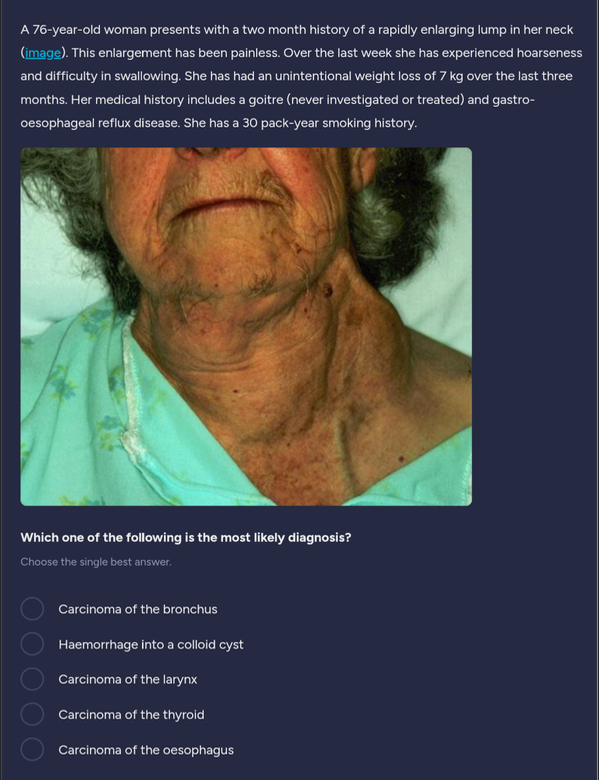 A 76-year-old woman presents with a two month history of a rapidly enlarging lump in her neck
(image). This enlargement has been painless. Over the last week she has experienced hoarseness
and difficulty in swallowing. She has had an unintentional weight loss of 7 kg over the last three
months. Her medical history includes a goitre (never investigated or treated) and gastro-
oesophageal reflux disease. She has a 30 pack-year smoking history.
Which one of the following is the most likely diagnosis?
Choose the single best answer.
Carcinoma of the bronchus
Haemorrhage into a colloid cyst
Carcinoma of the larynx
Carcinoma of the thyroid
Carcinoma of the oesophagus